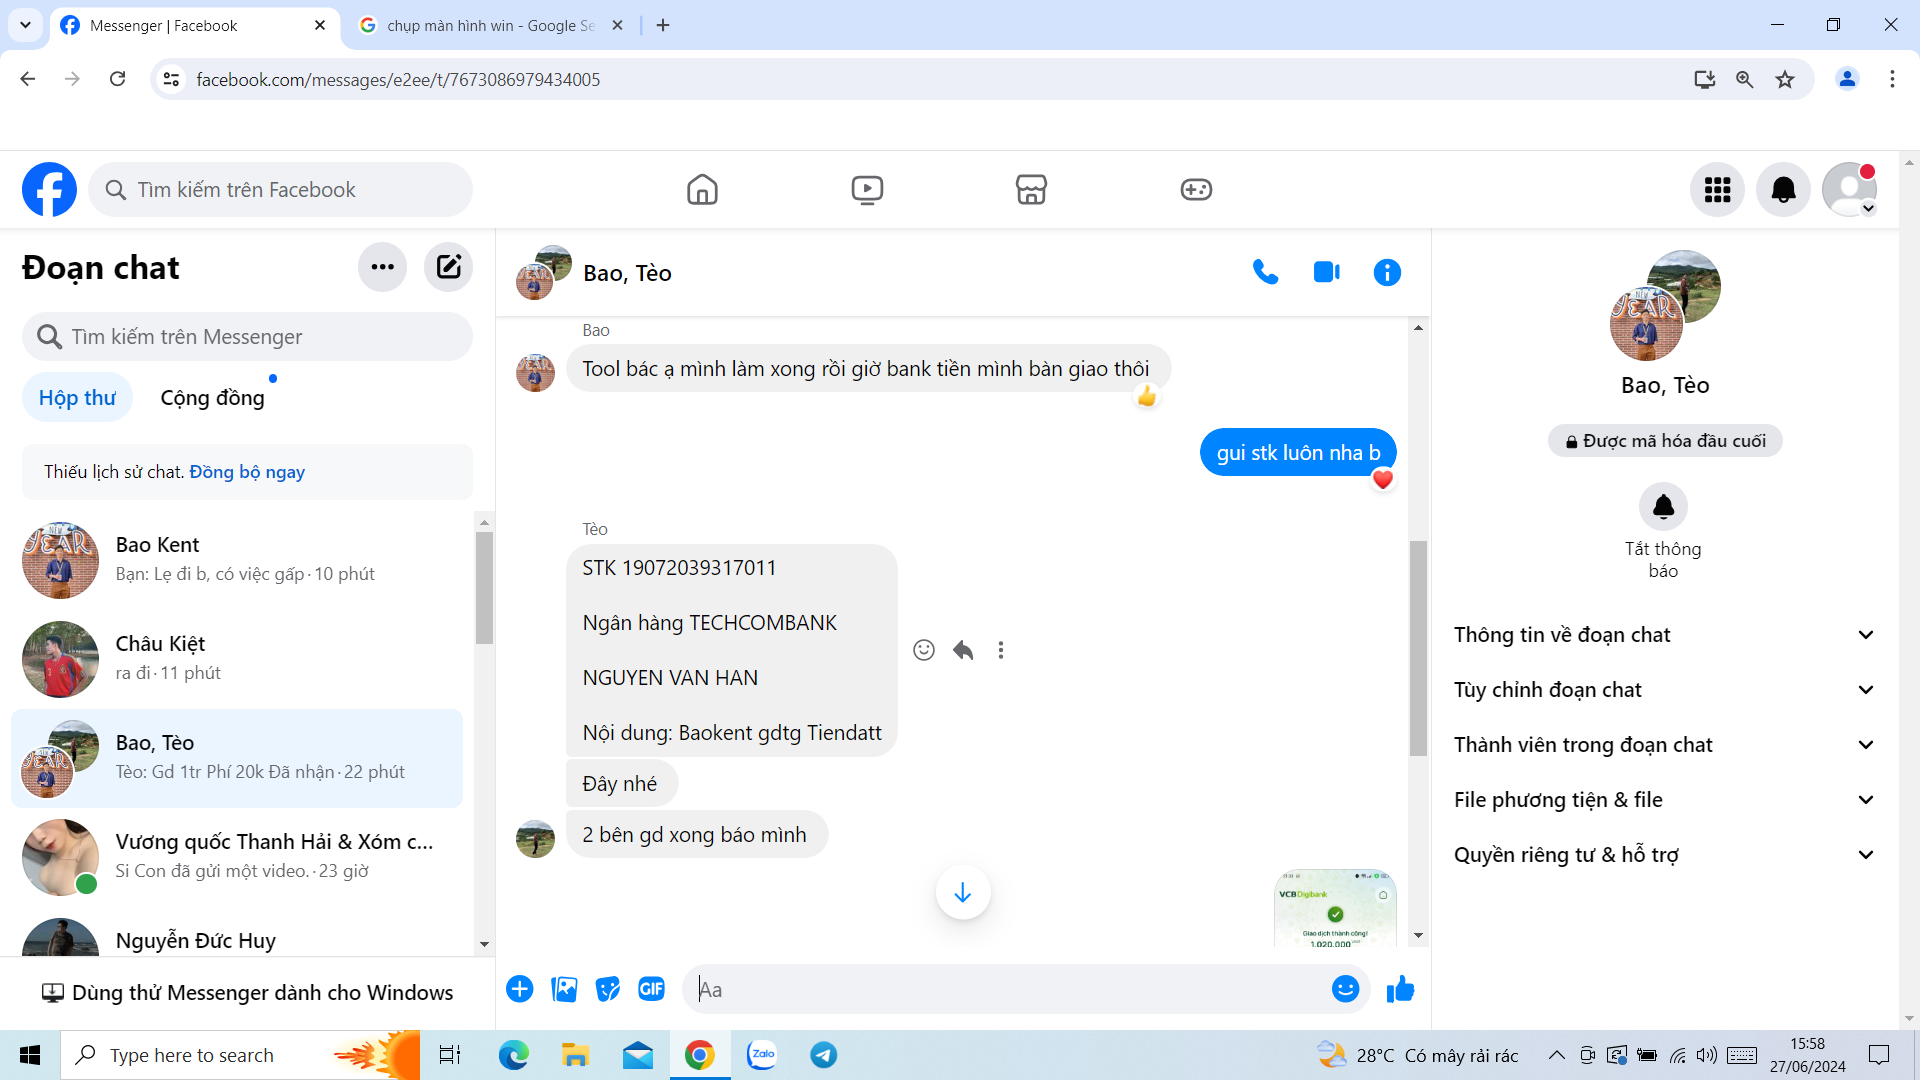 Messenger | Facebook
chụp màn hình win - Google Se
facebook.com/messages/e2ee/t/7673086979434005
Tìm kiếm trên Facebook
Đoạn chat
Tìm kiếm trên Messenger
Hộp thư
Cộng đồng
Thiếu lịch sử chat. Đồng bộ ngay
NEW
YEAR
Bao Kent
Bạn: Lẹ đi b, có việc gấp · 10 phút
Châu Kiệt
ra đi · 11 phút
Bao, Tèo
Tèo: Gd 1tr Phí 20k Đã nhận · 22 phút
Vương quốc Thanh Hải & Xóm c...
Si Con đã gửi một video. · 23 giờ
Nguyễn Đức Huy
Dùng thử Messenger dành cho Windows
Bao, Tèo
Bao
Tool bác ạ mình làm xong rồi giờ bank tiền mình bàn giao thôi
gui stk luôn nha b
Tèo
STK 19072039317011
Ngân hàng TECHCOMBANK
NGUYEN VAN HAN
Nội dung: Baokent gdtg Tiendatt
Đây nhé
2 bên gd xong báo mình
VCB Digibank
Giao dịch thành công!
1,020,000
GIF
Aa
Bao, Tèo
Được mã hóa đầu cuối
Tắt thông
báo
Thông tin về đoạn chat
Tùy chỉnh đoạn chat
Thành viên trong đoạn chat
File phương tiện & file
Quyền riêng tư & hỗ trợ
Type here to search
Zalo
28°C Có mây rải rác
15:58
27/06/2024